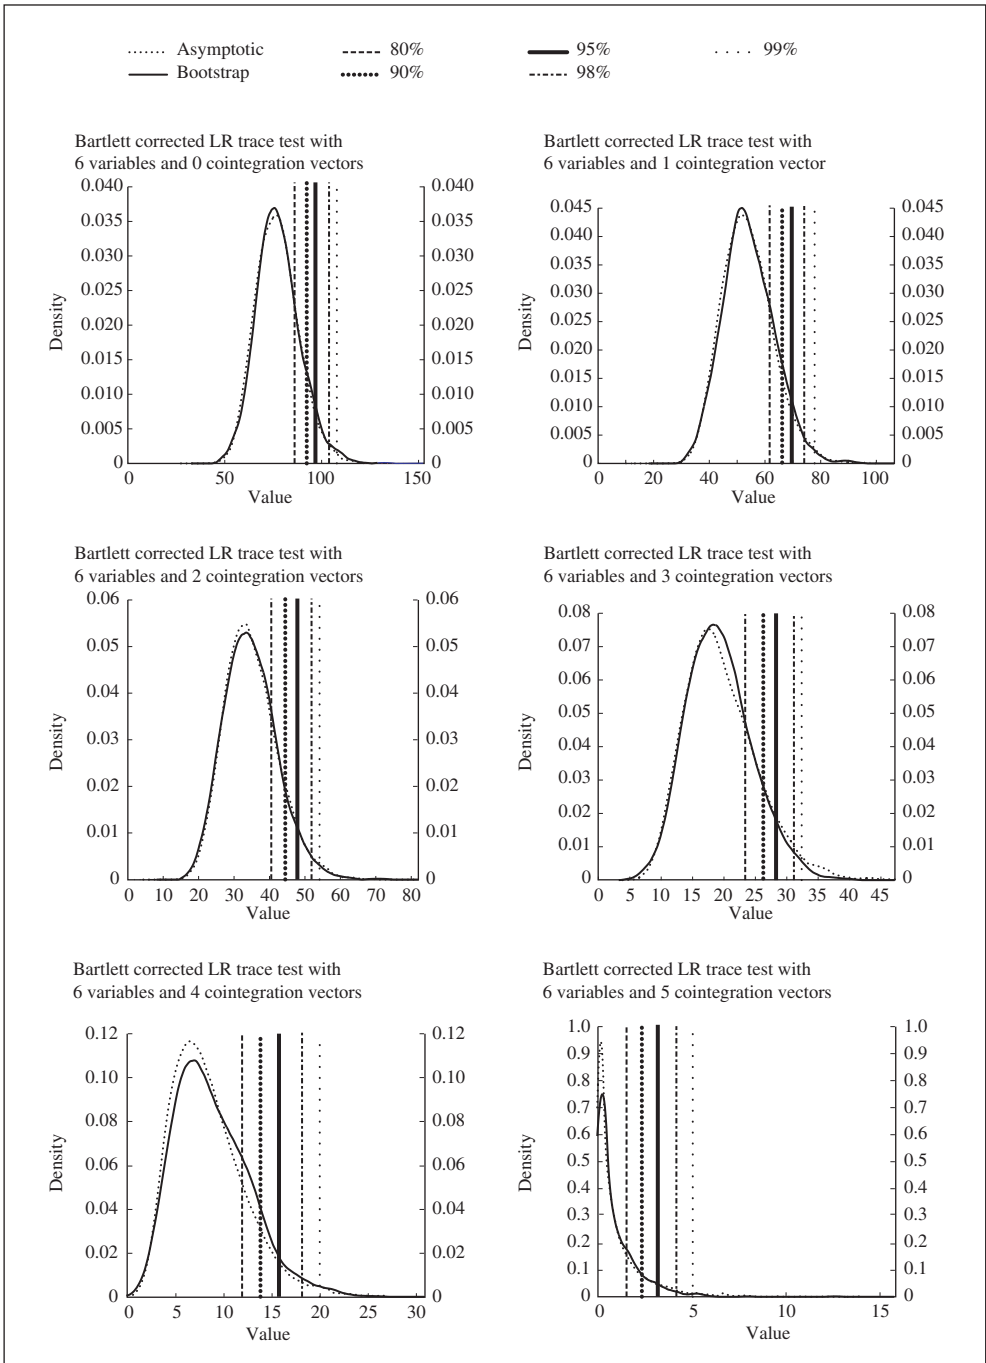 Asymptotic 80% 95% 99%
Bootstrap 90% 98%
Bartlett corrected LR trace test with
6 variables and 0 cointegration vectors
0.040 0.040
0.035 0.035
0.030 0.030
0.025 0.025
0.020 0.020
0.015 0.015
0.010 0.010
0.005 0.005
0 0
Density
0 50 100 150
Value
Bartlett corrected LR trace test with
6 variables and 1 cointegration vector
0.045 0.045
0.040 0.040
0.035 0.035
0.030 0.030
0.025 0.025
0.020 0.020
0.015 0.015
0.010 0.010
0.005 0.005
0 0
Density
0 20 40 60 80 100
Value
Bartlett corrected LR trace test with
6 variables and 2 cointegration vectors
0.06 0.06
0.05 0.05
0.04 0.04
0.03 0.03
0.02 0.02
0.01 0.01
0 0
Density
0 10 20 30 40 50 60 70 80
Value
Bartlett corrected LR trace test with
6 variables and 3 cointegration vectors
0.08 0.08
0.07 0.07
0.06 0.06
0.05 0.05
0.04 0.04
0.03 0.03
0.02 0.02
0.01 0.01
0 0
Density
0 5 10 15 20 25 30 35 40 45
Value
Bartlett corrected LR trace test with
6 variables and 4 cointegration vectors
0.12 0.12
0.10 0.10
0.08 0.08
0.06 0.06
0.04 0.04
0.02 0.02
0 0
Density
0 5 10 15 20 25 30
Value
Bartlett corrected LR trace test with
6 variables and 5 cointegration vectors
1.0 1.0
0.9 0.9
0.8 0.8
0.7 0.7
0.6 0.6
0.5 0.5
0.4 0.4
0.3 0.3
0.2 0.2
0.1 0.1
0 0
Density
0 5 10 15
Value